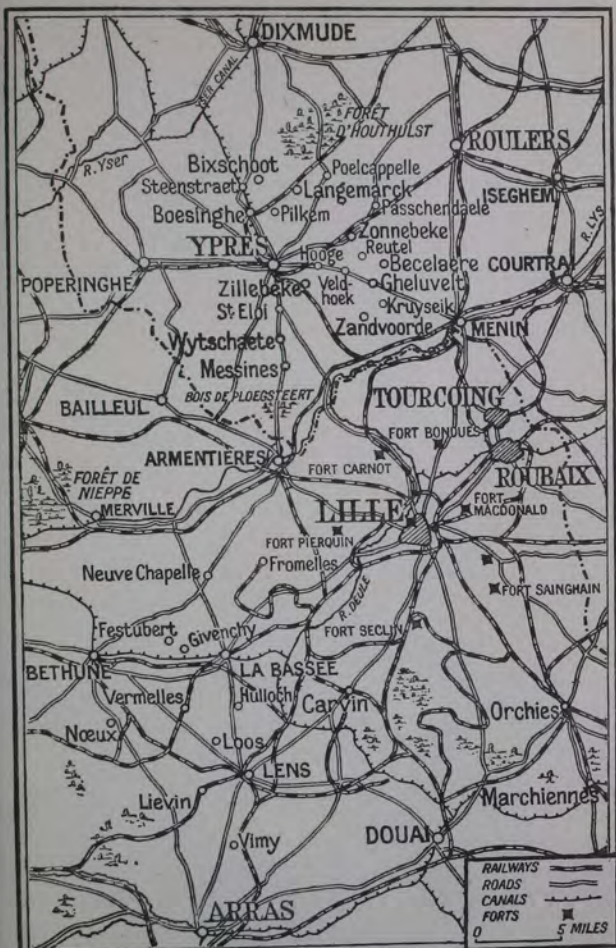 DIXMUDE
YSER CANAL
FORÊT
D'HOUTHULST
R. Yser
ROULERS
Bixschoot
Poelcappelle
Steenstraet
Langemarck
ISEGHEM
Boesinghe
Pilkem
Passchendaele
Zonnebeke
R. LYS
YPRES
Hooge
Reutel
Becelaere
COURTRAI
POPERINGHE
Zillebeke
Veld-
hoek
Gheluvelt
St Eloi
Kruyseik
Zandvoorde
MENIN
Wytschaete
Messines
BOIS DE PLOEGSTEERT
BAILLEUL
TOURCOING
FORT BONDUES
ARMENTIÈRES
FORT CARNOT
ROUBAIX
FORÊT DE
NIEPPE
MERVILLE
LILLE
FORT
MACDONALD
FORT PIERQUIN
Neuve Chapelle
Fromelles
R. DEULE
FORT SAINGHAIN
Festubert
Givenchy
FORT SECLIN
BETHUNE
LA BASSÉE
Vermelles
Hulloch
Carvin
Orchies
Nœux
Loos
LENS
Lievin
Marchiennes
Vimy
DOUAI
ARRAS
RAILWAYS
ROADS
CANALS
FORTS
0 5 MILES